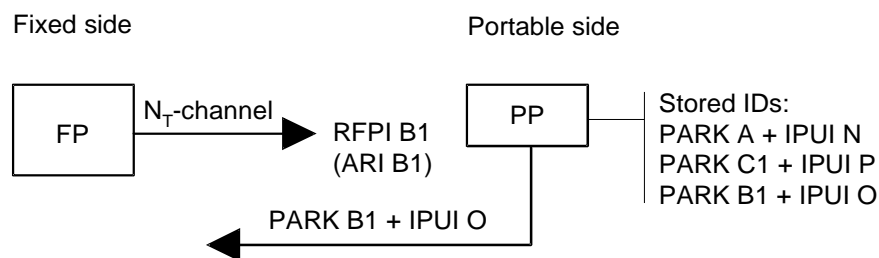 Fixed side
Portable side
FP
N_T-channel
RFPI B1
(ARI B1)
PP
Stored IDs:
PARK A + IPUI N
PARK C1 + IPUI P
PARK B1 + IPUI O
PARK B1 + IPUI O